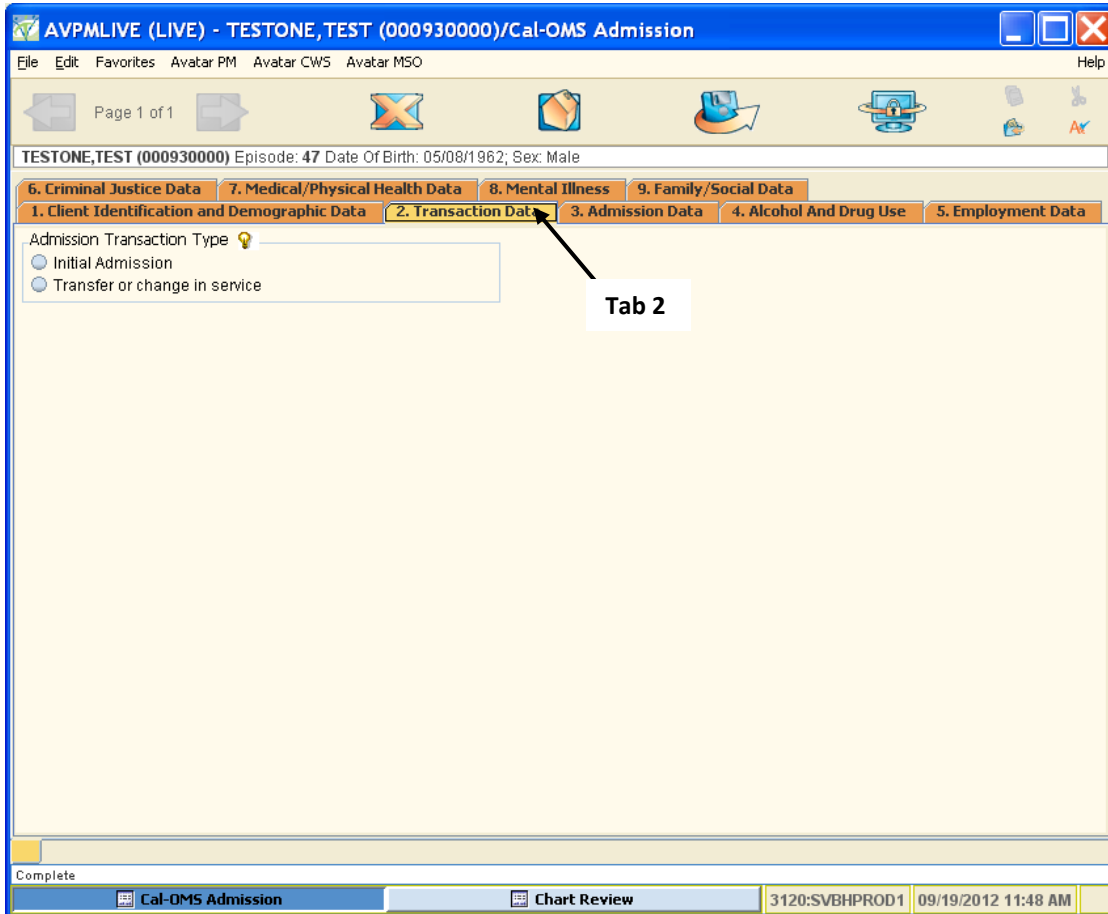 AVPMLIVE (LIVE) - TESTONE,TEST (000930000)/Cal-OMS Admission
File Edit Favorites Avatar PM Avatar CWS Avatar MSO Help
Page 1 of 1
TESTONE,TEST (000930000) Episode: 47 Date Of Birth: 05/08/1962; Sex: Male
6. Criminal Justice Data 7. Medical/Physical Health Data 8. Mental Illness 9. Family/Social Data
1. Client Identification and Demographic Data 2. Transaction Data 3. Admission Data 4. Alcohol And Drug Use 5. Employment Data
Admission Transaction Type
Initial Admission
Transfer or change in service
Tab 2
Complete
Cal-OMS Admission Chart Review 3120:SVBHPROD1 09/19/2012 11:48 AM